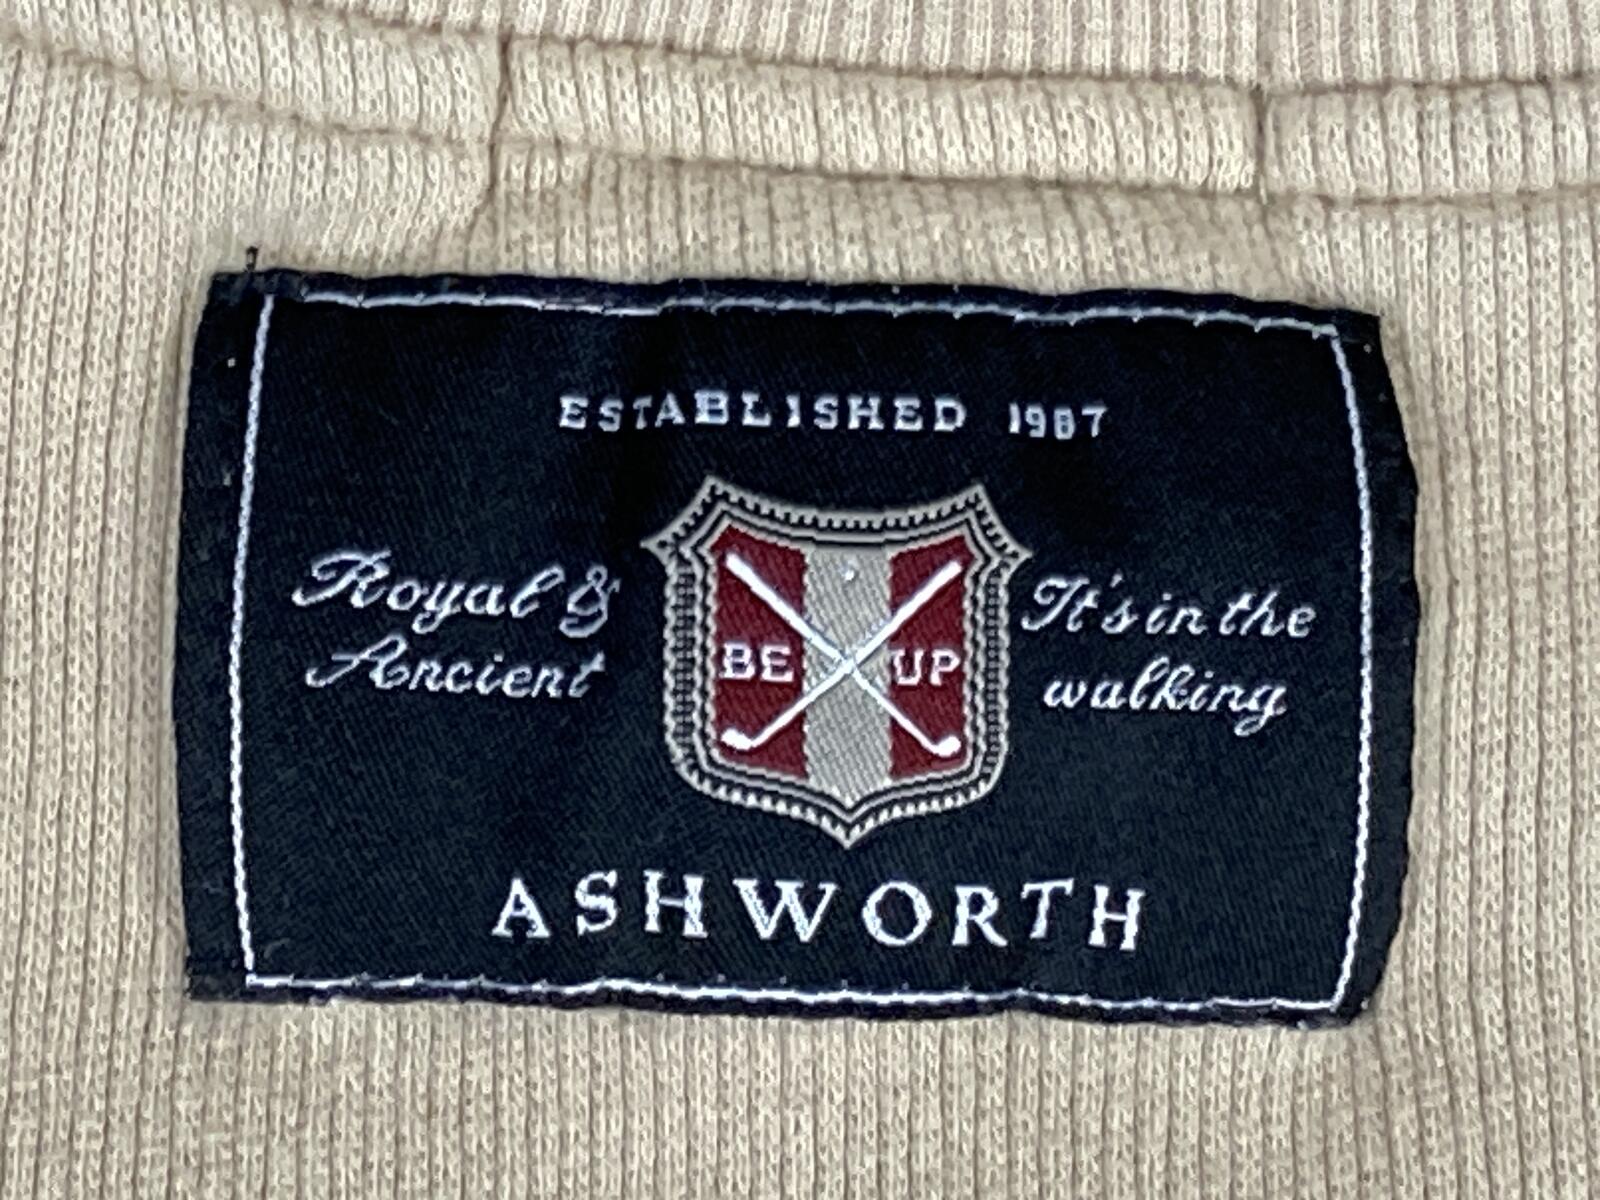 ESTABLISHED 1987
Royal &
Ancient
BE UP
It's in the
walking
ASHWORTH